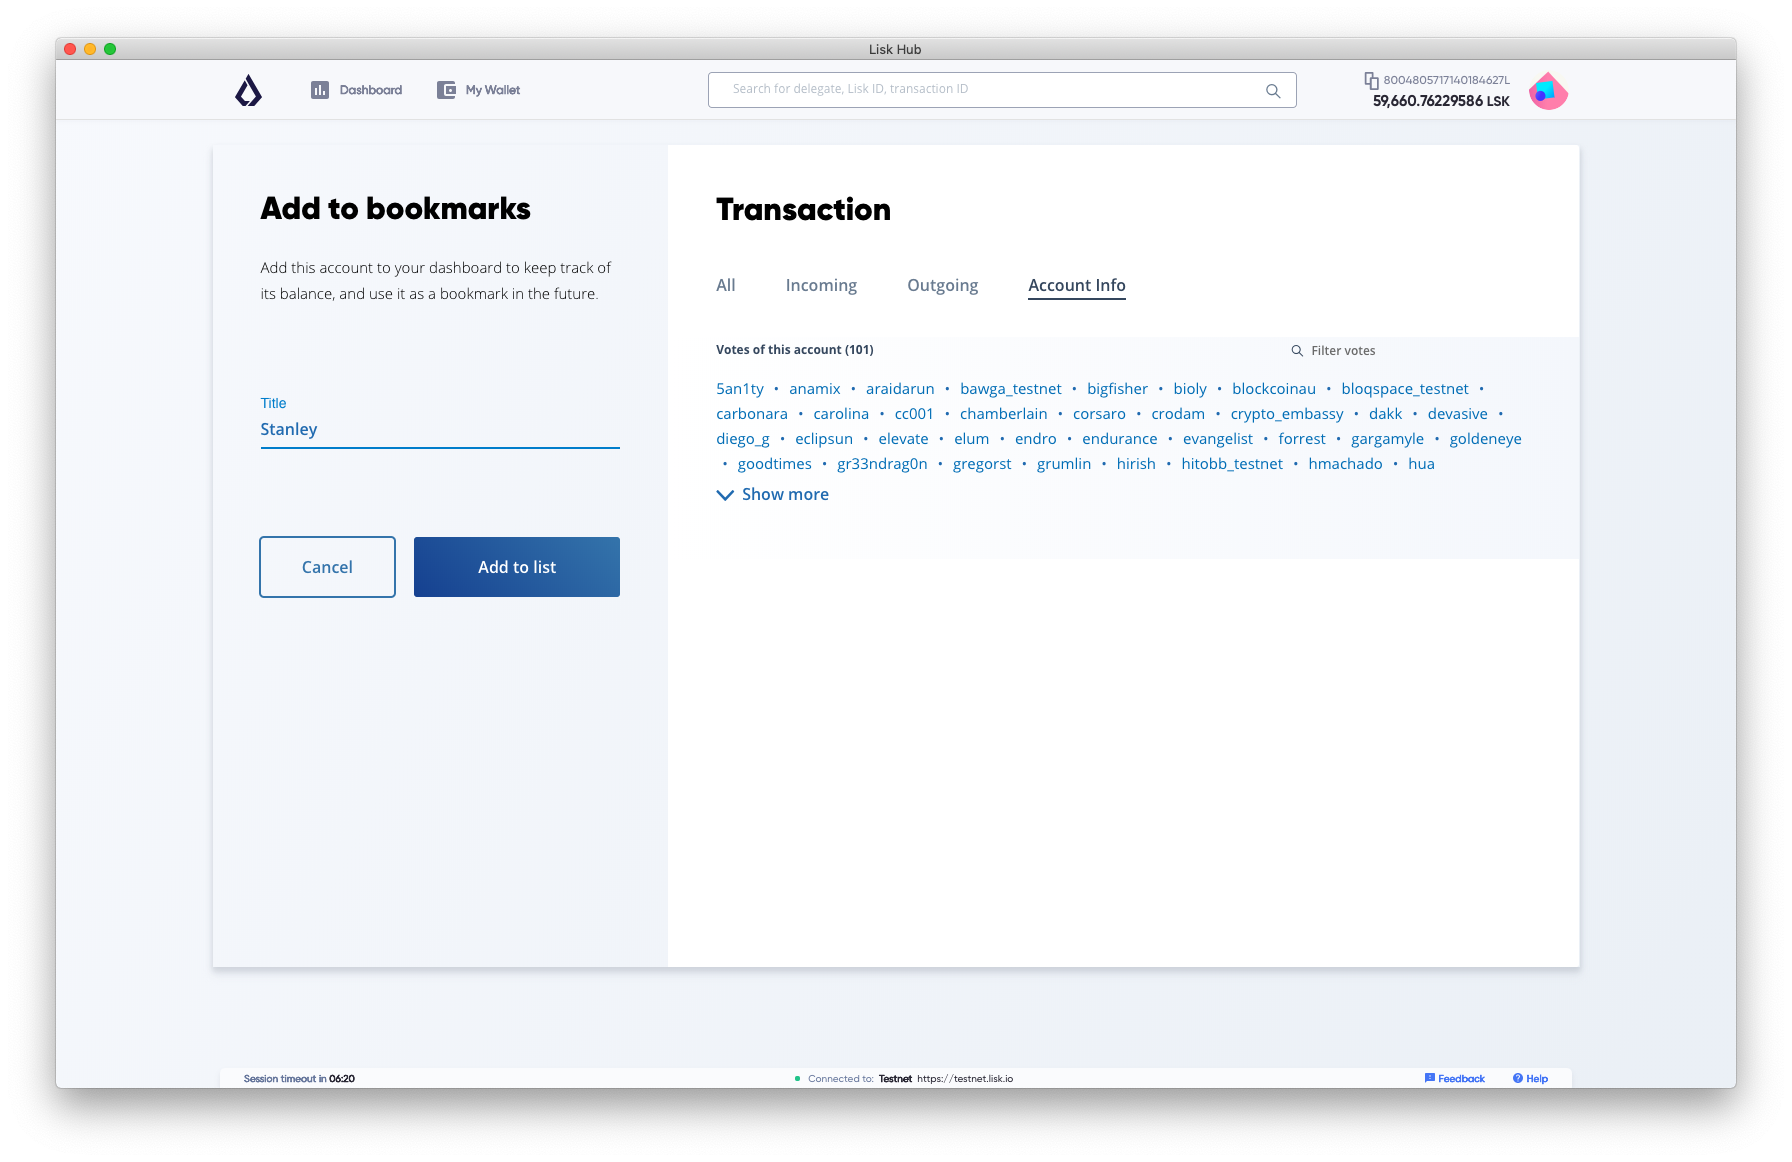 Lisk Hub
Dashboard
My Wallet
Search for delegate, Lisk ID, transaction ID
8004805717140184627L
59,660.76229586 LSK
Add to bookmarks
Add this account to your dashboard to keep track of
its balance, and use it as a bookmark in the future.
Title
Stanley
Cancel
Add to list
Transaction
All
Incoming
Outgoing
Account Info
Votes of this account (101)
Filter votes
5an1ty • anamix • araidarun • bawga_testnet • bigfisher • bioly • blockcoinau • bloqspace_testnet •
carbonara • carolina • cc001 • chamberlain • corsaro • crodam • crypto_embassy • dakk • devasive •
diego_g • eclipsun • elevate • elum • endro • endurance • evangelist • forrest • gargamyle • goldeneye
• goodtimes • gr33ndrag0n • gregorst • grumlin • hirish • hitobb_testnet • hmachado • hua
Show more
Session timeout in 06:20
Connected to: Testnet https://testnet.lisk.io
Feedback
Help